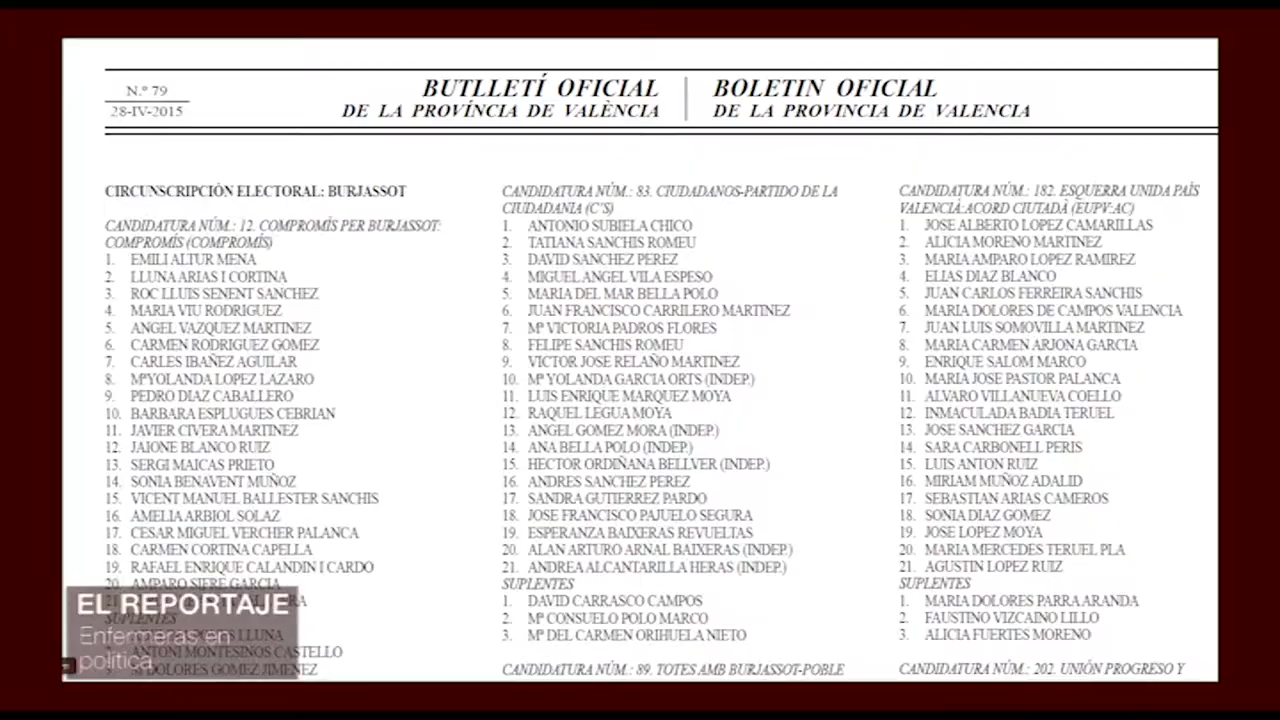 N.º 79
28-IV-2015
BUTLLETÍ OFICIAL
DE LA PROVÍNCIA DE VALÈNCIA
BOLETIN OFICIAL
DE LA PROVINCIA DE VALENCIA
CIRCUNSCRIPCIÓN ELECTORAL: BURJASSOT
CANDIDATURA NÚM.: 12. COMPROMÍS PER BURJASSOT:
COMPROMÍS (COMPROMÍS)
1. EMILI ALTUR MENA
2. LLUNA ARIAS I CORTINA
3. ROC LLUIS SENENT SANCHEZ
4. MARIA VIU RODRIGUEZ
5. ANGEL VAZQUEZ MARTINEZ
6. CARMEN RODRIGUEZ GOMEZ
7. CARLES IBAÑEZ AGUILAR
8. MªYOLANDA LOPEZ LAZARO
9. PEDRO DIAZ CABALLERO
10. BARBARA ESPLUGUES CEBRIAN
11. JAVIER CIVERA MARTINEZ
12. JAIONE BLANCO RUIZ
13. SERGI MAICAS PRIETO
14. SONIA BENAVENT MUÑOZ
15. VICENT MANUEL BALLESTER SANCHIS
16. AMELIA ARBIOL SOLAZ
17. CESAR MIGUEL VERCHER PALANCA
18. CARMEN CORTINA CAPELLA
19. RAFAEL ENRIQUE CALANDIN I CARDO
20. AMPARO SIFRE GARCIA
21.
SUPLENTES
LLUNA
ANTONI MONTESINOS CASTELLO
Mª DOLORES GOMEZ JIMENEZ
CANDIDATURA NÚM.: 83. CIUDADANOS-PARTIDO DE LA
CIUDADANIA (C'S)
1. ANTONIO SUBIELA CHICO
2. TATIANA SANCHIS ROMEU
3. DAVID SANCHEZ PEREZ
4. MIGUEL ANGEL VILA ESPESO
5. MARIA DEL MAR BELLA POLO
6. JUAN FRANCISCO CARRILERO MARTINEZ
7. Mª VICTORIA PADROS FLORES
8. FELIPE SANCHIS ROMEU
9. VICTOR JOSE RELAÑO MARTINEZ
10. Mª YOLANDA GARCIA ORTS (INDEP.)
11. LUIS ENRIQUE MARQUEZ MOYA
12. RAQUEL LEGUA MOYA
13. ANGEL GOMEZ MORA (INDEP.)
14. ANA BELLA POLO (INDEP.)
15. HECTOR ORDIÑANA BELLVER (INDEP.)
16. ANDRES SANCHEZ PEREZ
17. SANDRA GUTIERREZ PARDO
18. JOSE FRANCISCO PAJUELO SEGURA
19. ESPERANZA BAIXERAS REVUELTAS
20. ALAN ARTURO ARNAL BAIXERAS (INDEP.)
21. ANDREA ALCANTARILLA HERAS (INDEP.)
SUPLENTES
1. DAVID CARRASCO CAMPOS
2. Mª CONSUELO POLO MARCO
3. Mª DEL CARMEN ORIHUELA NIETO
CANDIDATURA NÚM.: 89. TOTES AMB BURJASSOT-POBLE
CANDIDATURA NÚM.: 182. ESQUERRA UNIDA PAÍS
VALENCIÀ:ACORD CIUTADÀ (EUPV:AC)
1. JOSE ALBERTO LOPEZ CAMARILLAS
2. ALICIA MORENO MARTINEZ
3. MARIA AMPARO LOPEZ RAMIREZ
4. ELIAS DIAZ BLANCO
5. JUAN CARLOS FERREIRA SANCHIS
6. MARIA DOLORES DE CAMPOS VALENCIA
7. JUAN LUIS SOMOVILLA MARTINEZ
8. MARIA CARMEN ARJONA GARCIA
9. ENRIQUE SALOM MARCO
10. MARIA JOSE PASTOR PALANCA
11. ALVARO VILLANUEVA COELLO
12. INMACULADA BADIA TERUEL
13. JOSE SANCHEZ GARCIA
14. SARA CARBONELL PERIS
15. LUIS ANTON RUIZ
16. MIRIAM MUÑOZ ADALID
17. SEBASTIAN ARIAS CAMEROS
18. SONIA DIAZ GOMEZ
19. JOSE LOPEZ MOYA
20. MARIA MERCEDES TERUEL PLA
21. AGUSTIN LOPEZ RUIZ
SUPLENTES
1. MARIA DOLORES PARRA ARANDA
2. FAUSTINO VIZCAINO LILLO
3. ALICIA FUERTES MORENO
CANDIDATURA NÚM.: 202. UNIÓN PROGRESO Y
EL REPORTAJE
Enfermeras en
política